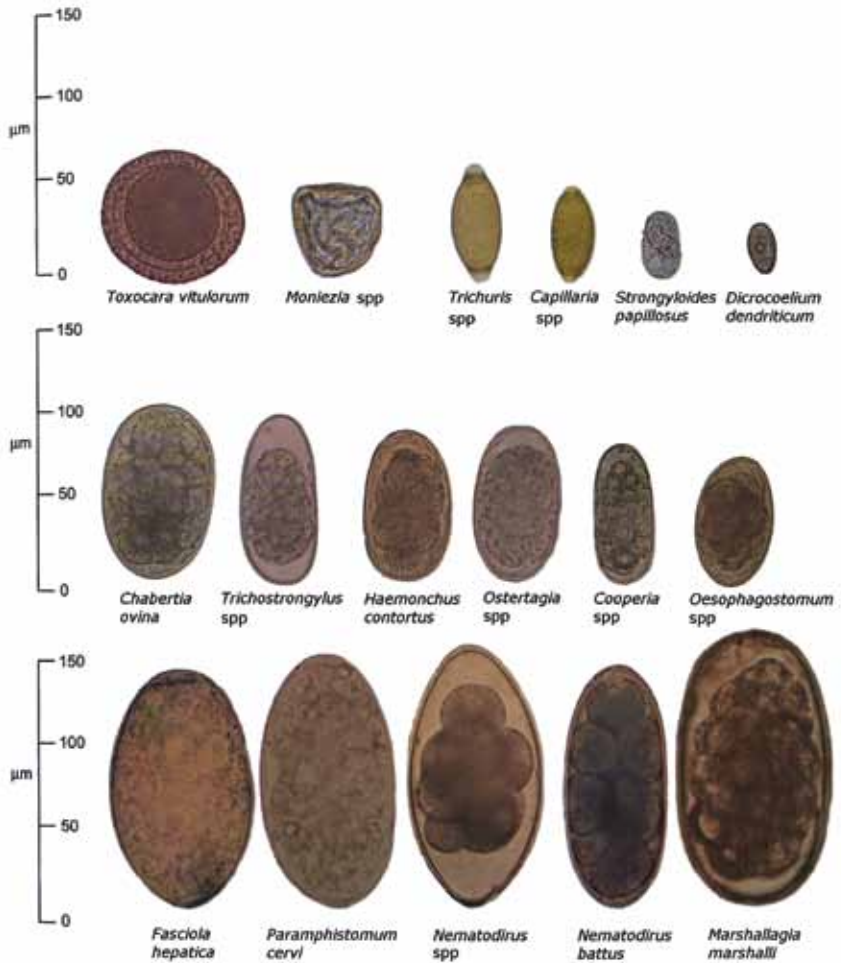 150
100
µm
50
0
Toxocara vitulorum
Moniezia spp
Trichuris
spp
Capillaria
spp
Strongyloides
papillosus
Dicrocoelium
dendriticum
150
100
µm
50
0
Chabertia
ovina
Trichostrongylus
spp
Haemonchus
contortus
Ostertagia
spp
Cooperia
spp
Oesophagostomum
spp
150
100
µm
50
0
Fasciola
hepatica
Paramphistomum
cervi
Nematodirus
spp
Nematodirus
battus
Marshallagia
marshalli